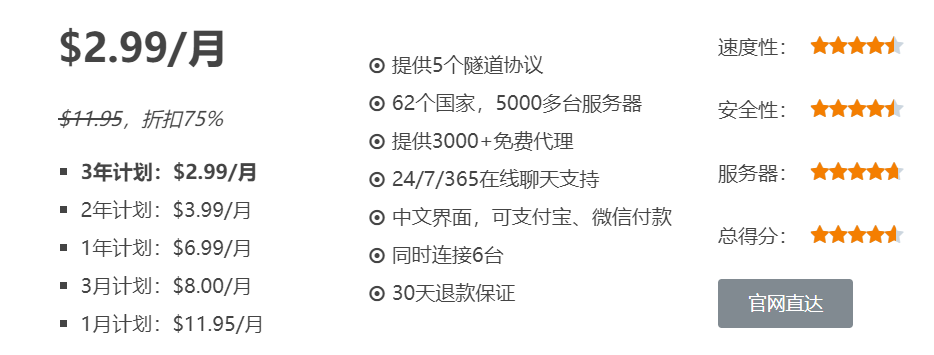 $2.99/月
$11.95，折扣75%
3年计划：$2.99/月
2年计划：$3.99/月
1年计划：$6.99/月
3月计划：$8.00/月
1月计划：$11.95/月
提供5个隧道协议
62个国家，5000多台服务器
提供3000+免费代理
24/7/365在线聊天支持
中文界面，可支付宝、微信付款
同时连接6台
30天退款保证
速度性：
安全性：
服务器：
总得分：
官网直达